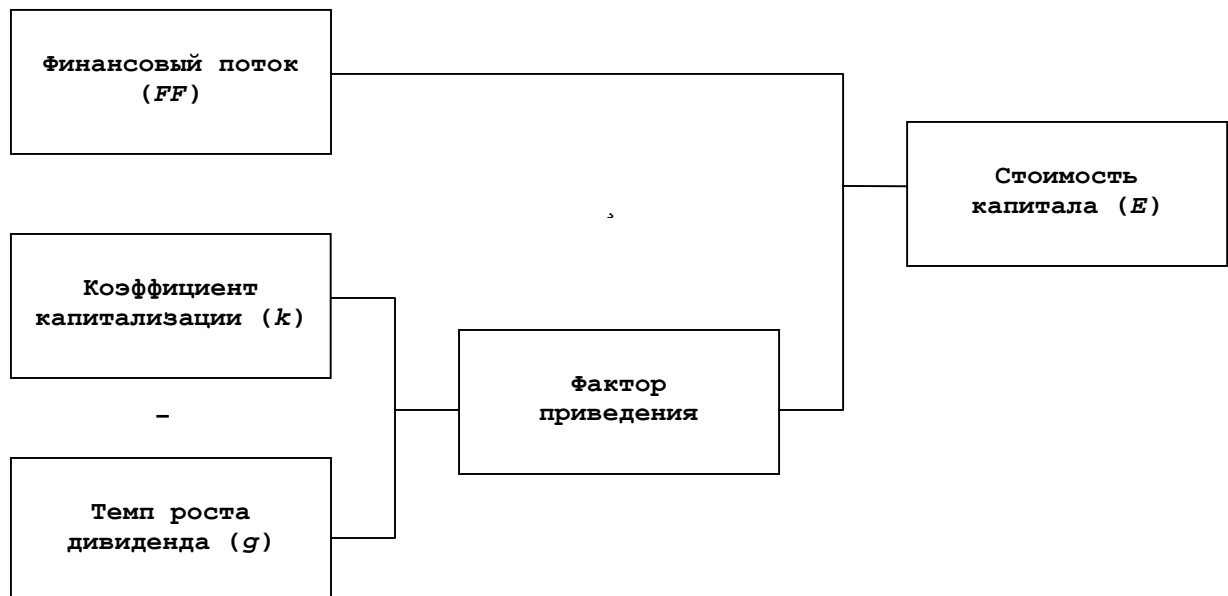 Финансовый поток
(FF)
Стоимость
капитала (E)
¸
Коэффициент
капитализации (k)
Фактор
приведения
–
Темп роста
дивиденда (g)